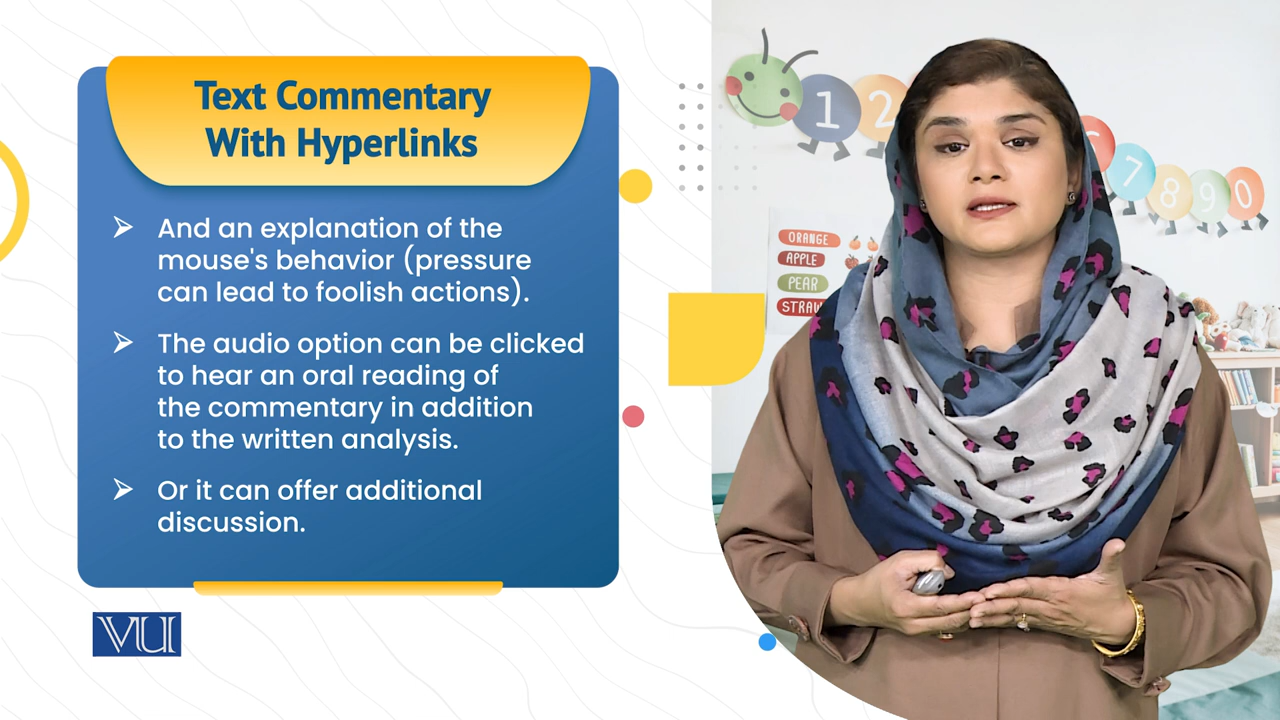 Text Commentary
With Hyperlinks
And an explanation of the
mouse's behavior (pressure
can lead to foolish actions).
The audio option can be clicked
to hear an oral reading of
the commentary in addition
to the written analysis.
Or it can offer additional
discussion.
VU
1 2
6 7 8 9 0
ORANGE
APPLE
PEAR
STRAW